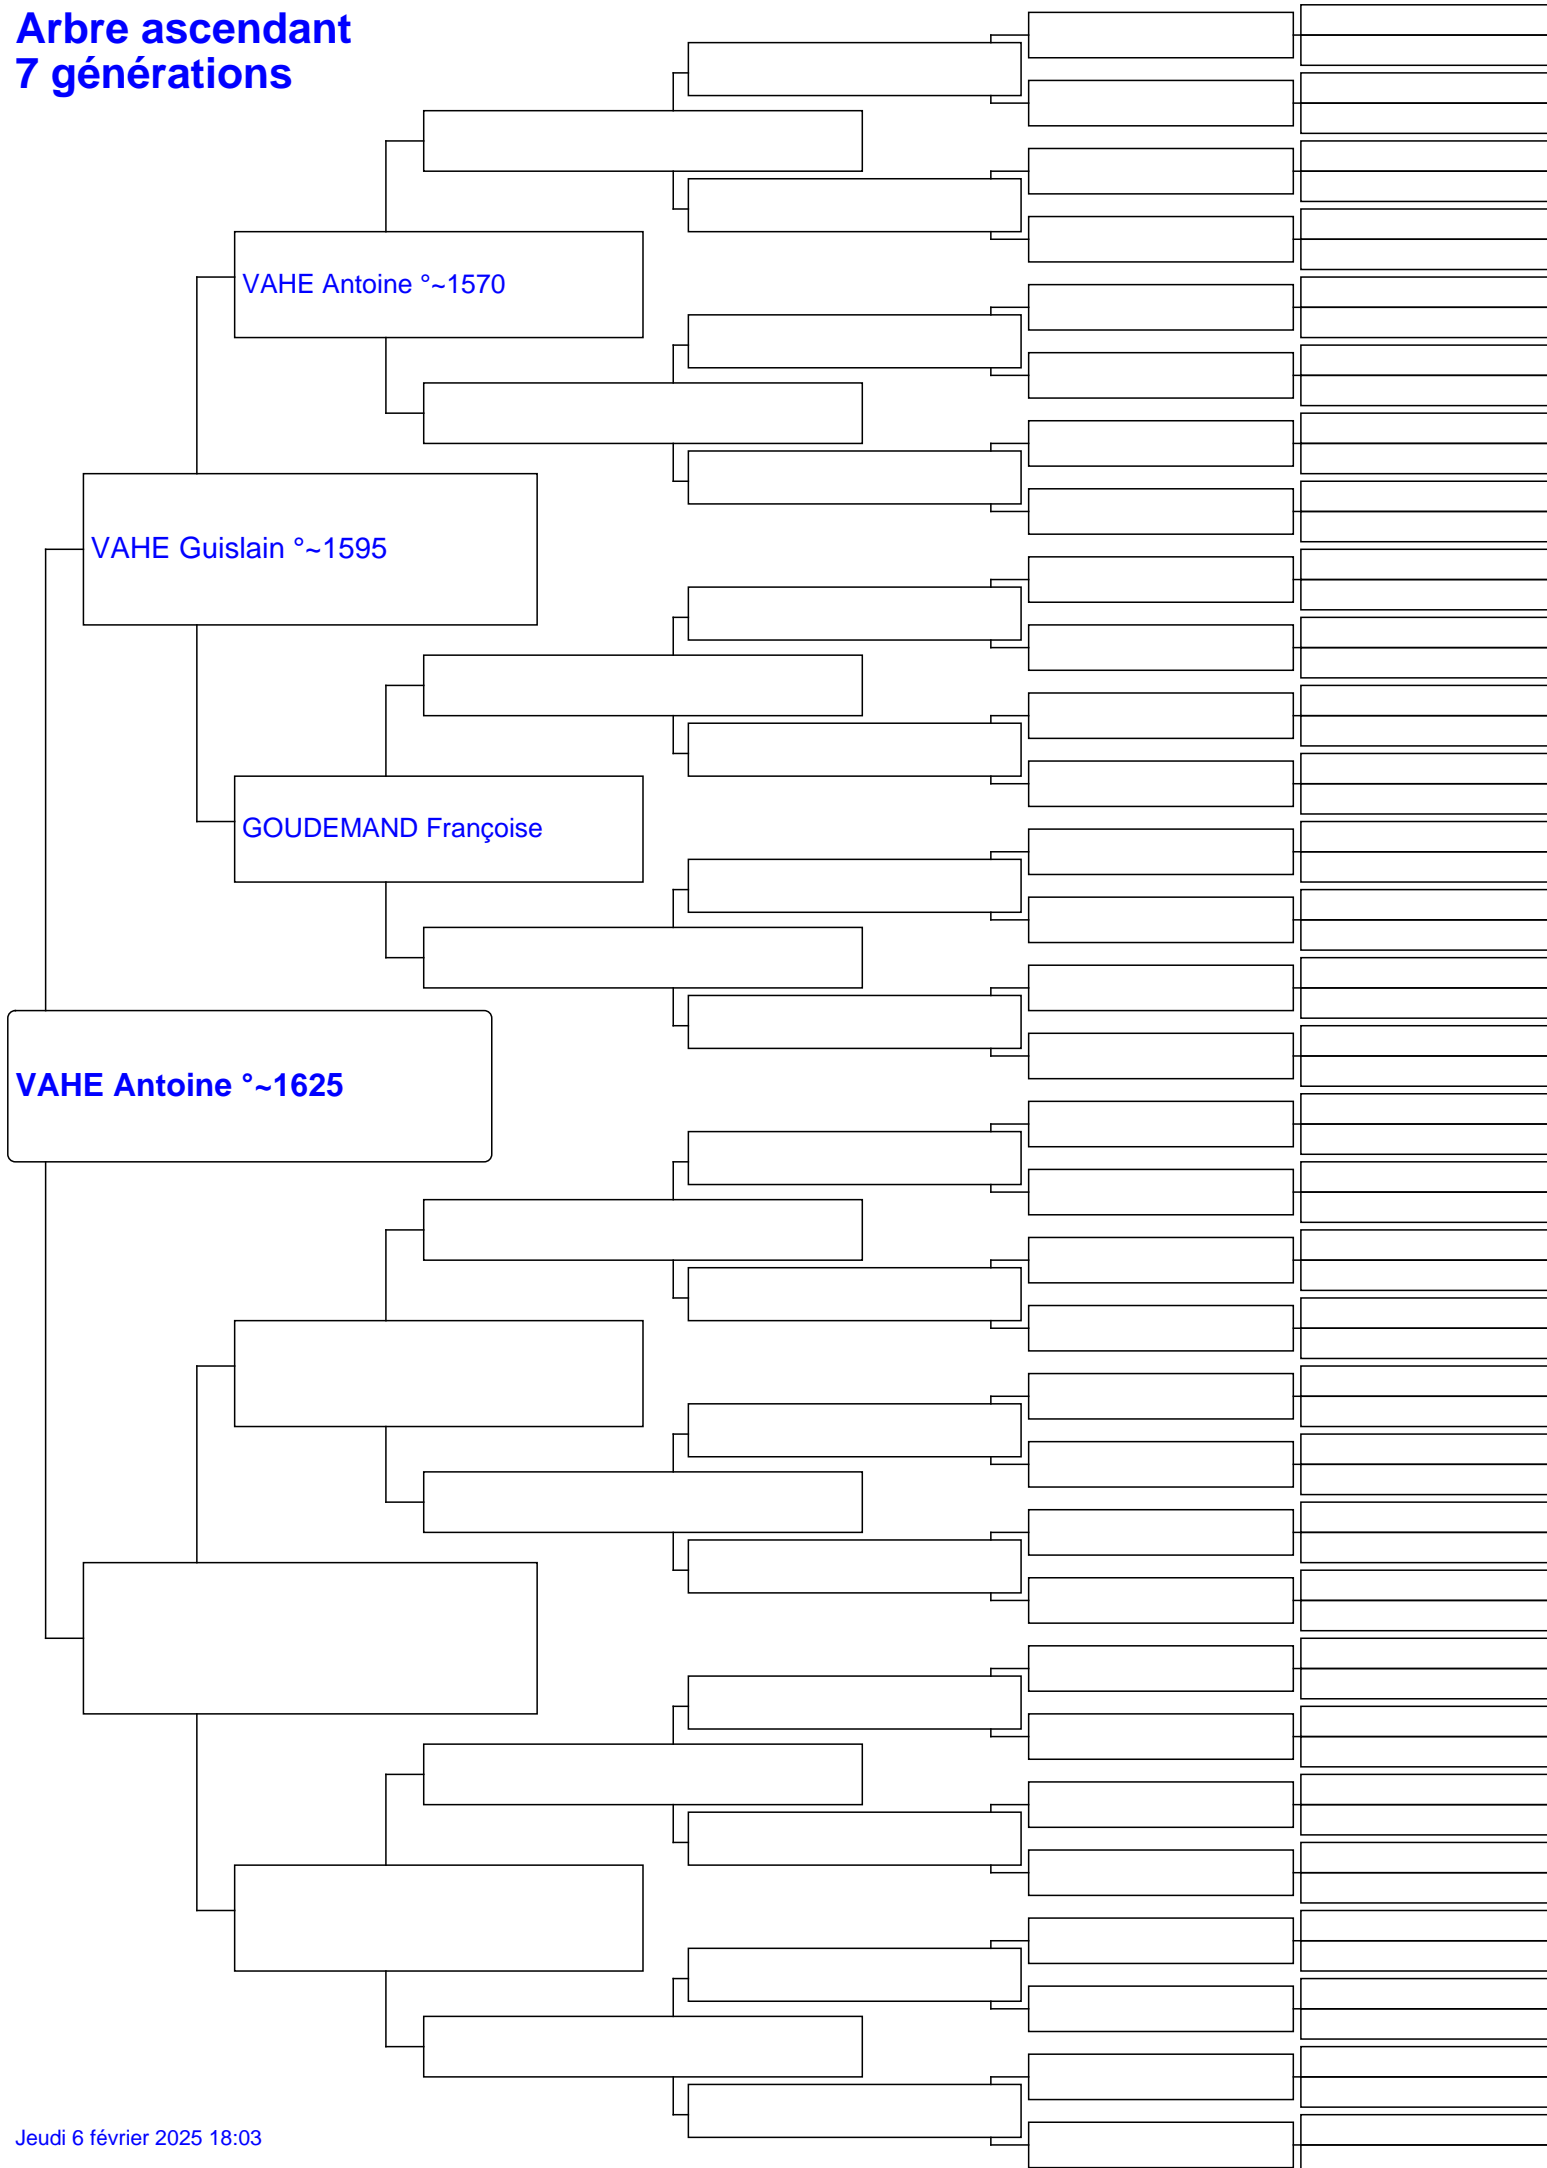 Arbre ascendant
7 générations
VAHE Antoine °~1570
VAHE Guislain °~1595
GOUDEMAND Françoise
VAHE Antoine °~1625
Jeudi 6 février 2025 18:03